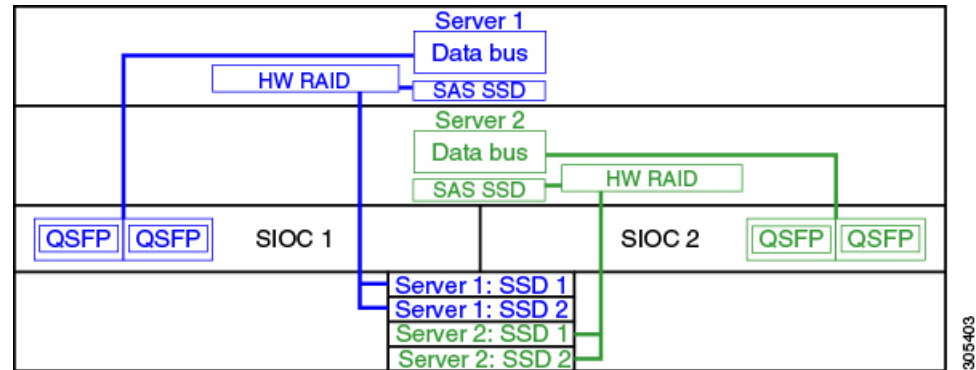 Server 1
Data bus
HW RAID
SAS SSD
Server 2
Data bus
HW RAID
SAS SSD
QSFP QSFP SIOC 1 SIOC 2 QSFP QSFP
Server 1: SSD 1
Server 1: SSD 2
Server 2: SSD 1
Server 2: SSD 2
305403